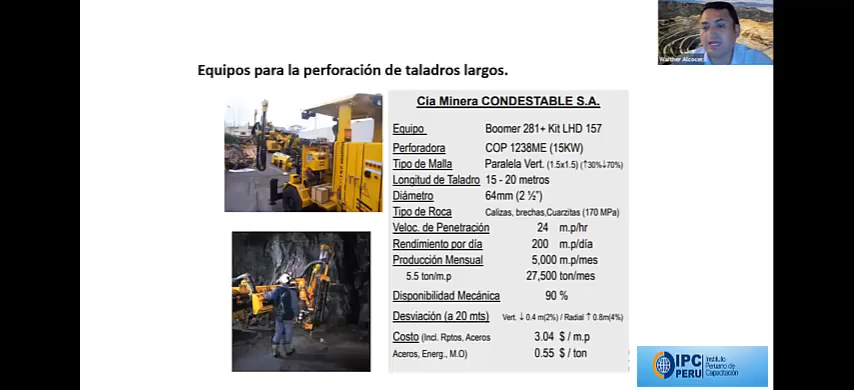 Walther Alcocer
Equipos para la perforación de taladros largos.
Cia Minera CONDESTABLE S.A.
Equipo Boomer 281+ Kit LHD 157
Perforadora COP 1238ME (15KW)
Tipo de Malla Paralela Vert. (1.5x1.5) (↑30%↓70%)
Longitud de Taladro 15 - 20 metros
Diámetro 64mm (2 ½”)
Tipo de Roca Calizas, brechas,Cuarzitas (170 MPa)
Veloc. de Penetración 24 m.p/hr
Rendimiento por día 200 m.p/día
Producción Mensual 5,000 m.p/mes
5.5 ton/m.p 27,500 ton/mes
Disponibilidad Mecánica 90 %
Desviación (a 20 mts) Vert. ↓ 0.4 m(2%) / Radial ↑ 0.8m(4%)
Costo (Incl. Rptos, Aceros 3.04 $ / m.p
Aceros, Energ., M.O) 0.55 $ / ton
IPC PERU
Instituto
Peruano de
Capacitación